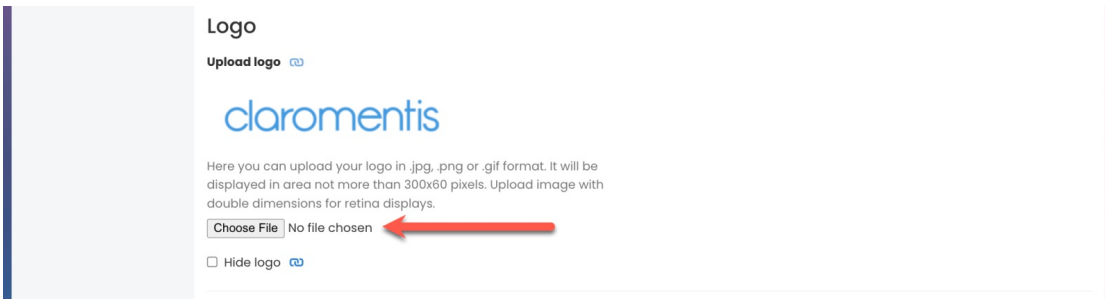 Logo
Upload logo
claromentis
Here you can upload your logo in .jpg, .png or .gif format. It will be
displayed in area not more than 300x60 pixels. Upload image with
double dimensions for retina displays.
Choose File No file chosen
Hide logo